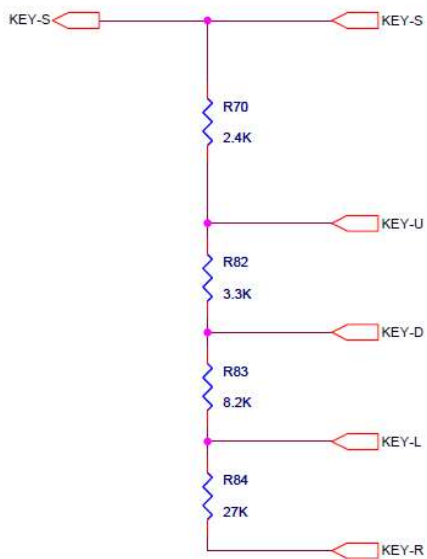 KEY-S
KEY-S
R70
2.4K
KEY-U
R82
3.3K
KEY-D
R83
8.2K
KEY-L
R84
27K
KEY-R